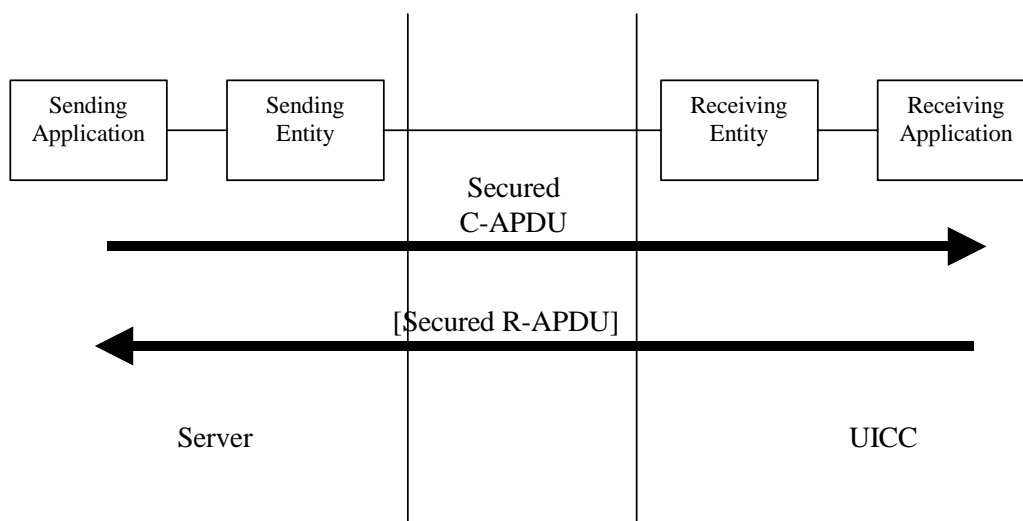 Sending
Application
Sending
Entity
Receiving
Entity
Receiving
Application
Secured
C-APDU
[Secured R-APDU]
Server
UICC